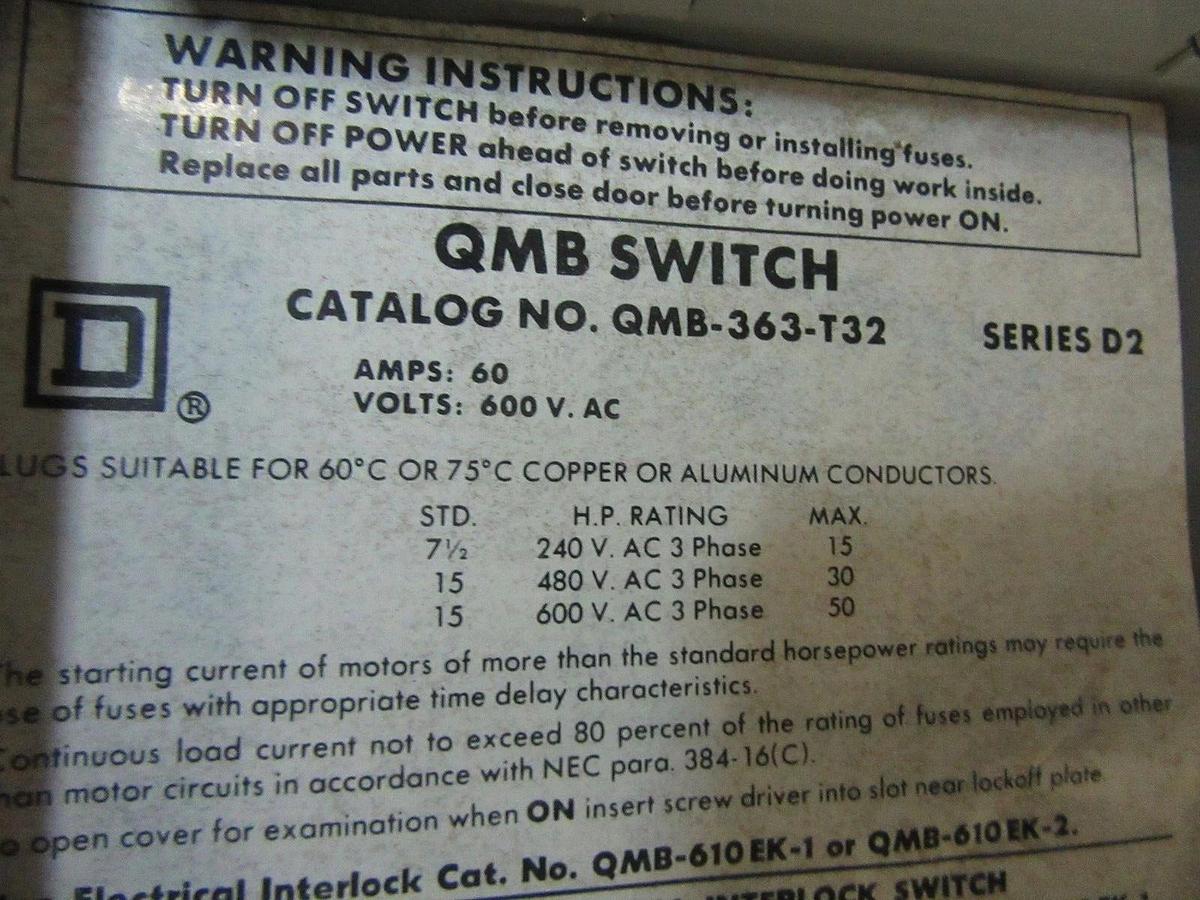 WARNING INSTRUCTIONS:
TURN OFF SWITCH before removing or installing fuses.
TURN OFF POWER ahead of switch before doing work inside.
Replace all parts and close door before turning power ON.
QMB SWITCH
CATALOG NO. QMB-363-T32 SERIES D2
D
®
AMPS: 60
VOLTS: 600 V. AC
LUGS SUITABLE FOR 60°C OR 75°C COPPER OR ALUMINUM CONDUCTORS.
STD. H.P. RATING MAX.
7½ 240 V. AC 3 Phase 15
15 480 V. AC 3 Phase 30
15 600 V. AC 3 Phase 50
The starting current of motors of more than the standard horsepower ratings may require the
se of fuses with appropriate time delay characteristics.
Continuous load current not to exceed 80 percent of the rating of fuses employed in other
han motor circuits in accordance with NEC para. 384-16(C).
o open cover for examination when ON insert screw driver into slot near lockoff plate
Electrical Interlock Cat. No. QMB-610 EK-1 or QMB-610 EK-2.
INTERLOCK SWITCH